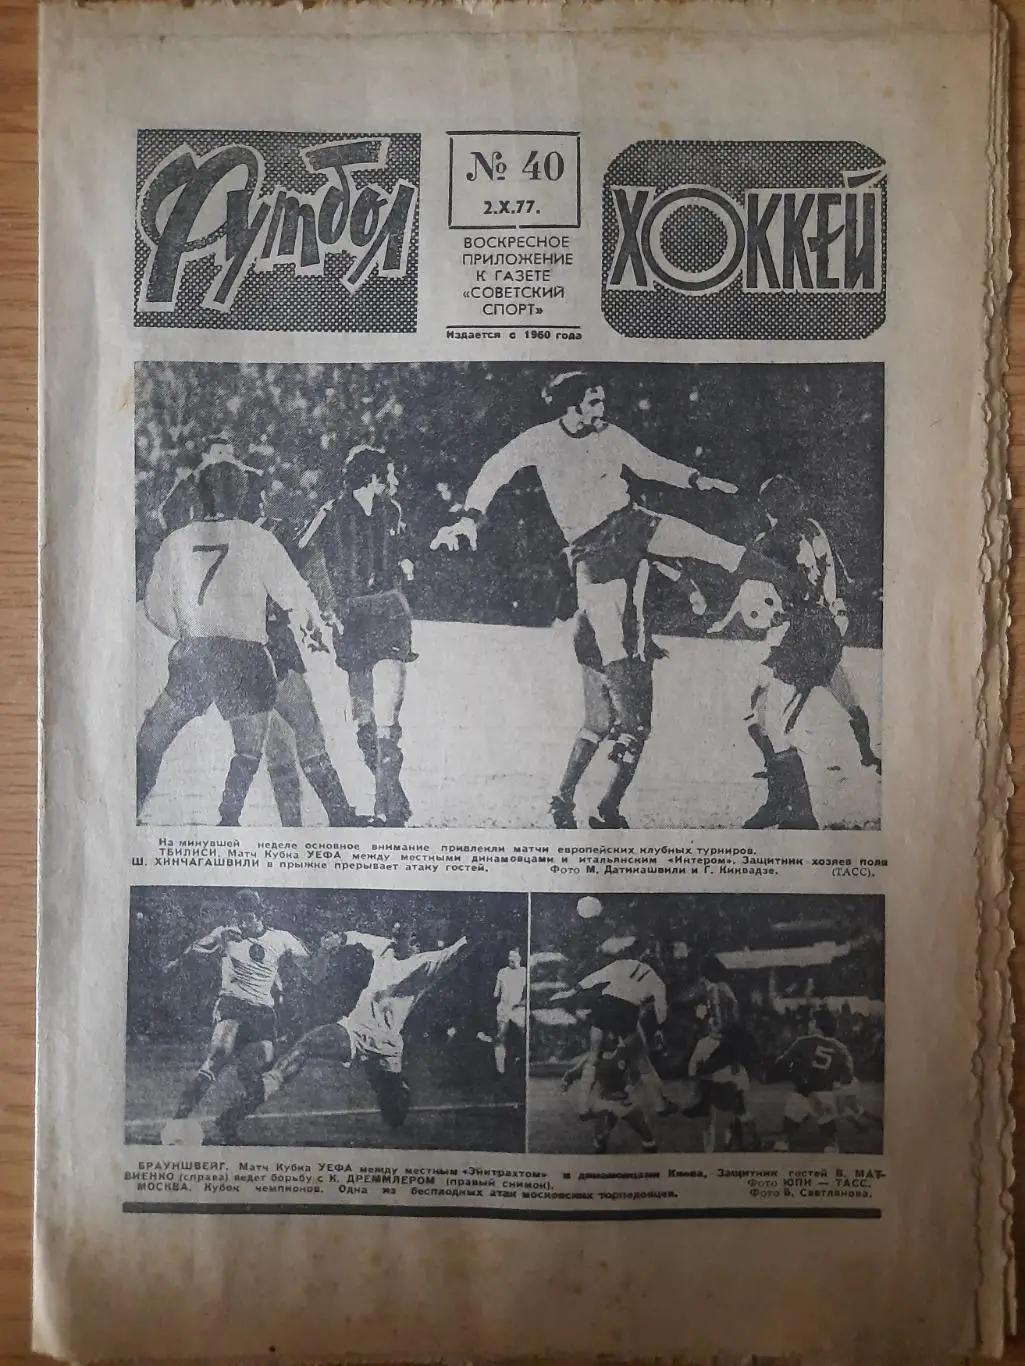 Футбол
№ 40
2.X.77.
ВОСКРЕСНОЕ
ПРИЛОЖЕНИЕ
К ГАЗЕТЕ
«СОВЕТСКИЙ
СПОРТ»
Издается с 1960 года
ХОККЕЙ
7
На минувшей неделе основное внимание привлекли матчи европейских клубных турниров.
ТБИЛИСИ. Матч Кубка УЕФА между местными динамовцами и итальянским «Интером». Защитник хозяев поля
Ш. ХИНЧАГАШВИЛИ в прыжке прерывает атаку гостей. Фото М. Датикашвили и Г. Киквадзе. (ТАСС).
11
5
БРАУНШВЕЙГ. Матч Кубка УЕФА между местным «Эйнтрахтом» и динамовцами Киева. Защитник гостей В. МАТ-
ВИЕНКО (справа) ведет борьбу с К. ДРЕММЛЕРОМ (правый снимок). Фото ЮПИ — ТАСС.
МОСКВА. Кубок чемпионов. Одна из бесплодных атак московских торпедовцев. Фото Б. Светланова.